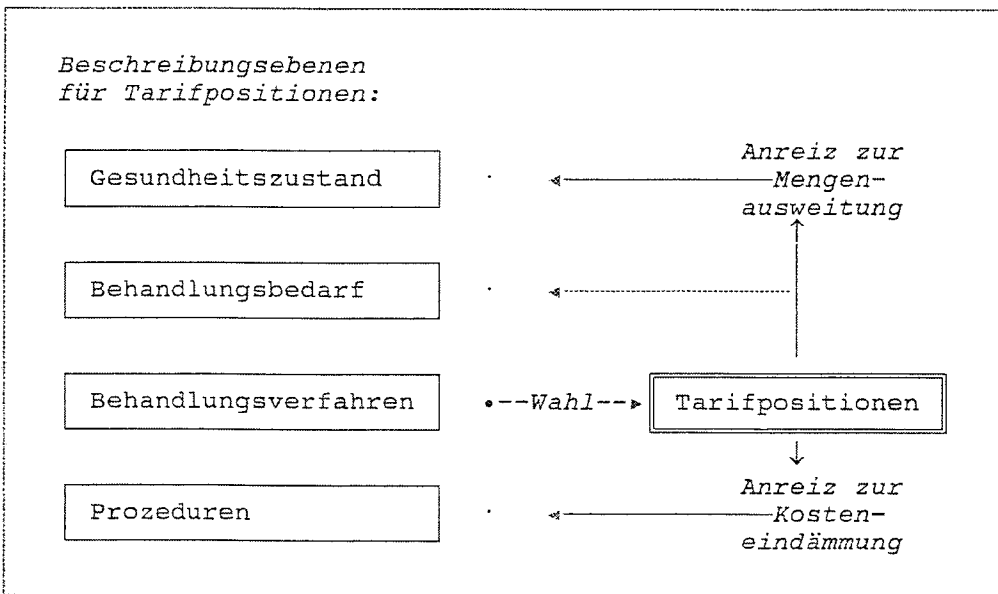 Beschreibungsebenen
für Tarifpositionen:
Gesundheitszustand
Anreiz zur
Mengen-
ausweitung
Behandlungsbedarf
Behandlungsverfahren
Wahl
Tarifpositionen
Prozeduren
Anreiz zur
Kosten-
eindämmung